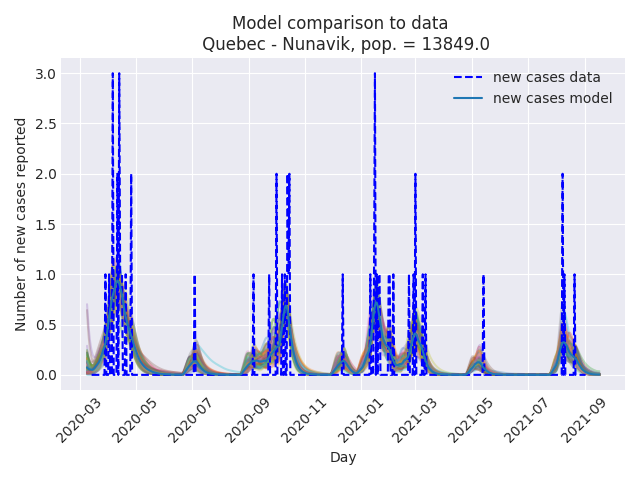 Model comparison to data
Quebec - Nunavik, pop. = 13849.0
new cases data
new cases model
Number of new cases reported
3.0
2.5
2.0
1.5
1.0
0.5
0.0
2020-03
2020-05
2020-07
2020-09
2020-11
2021-01
2021-03
2021-05
2021-07
2021-09
Day